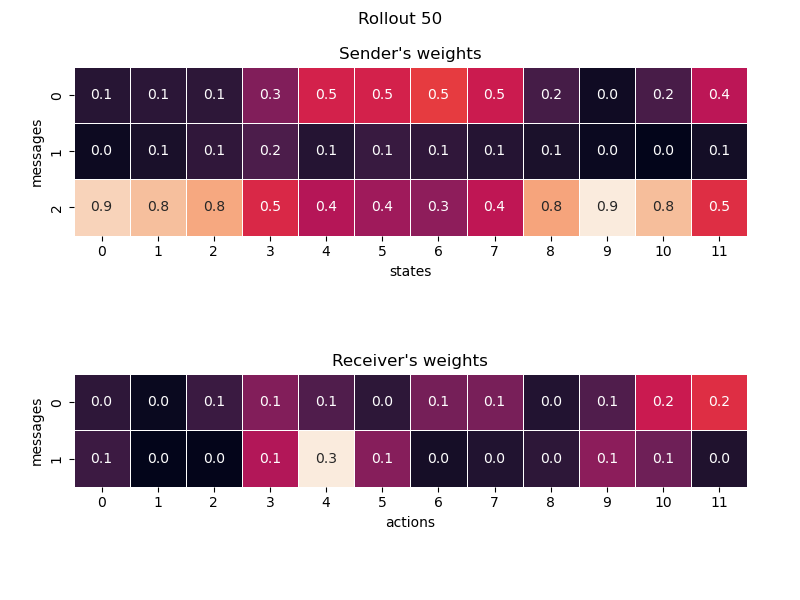 Rollout 50
Sender's weights
messages
0 0.1 0.1 0.1 0.3 0.5 0.5 0.5 0.5 0.2 0.0 0.2 0.4
1 0.0 0.1 0.1 0.2 0.1 0.1 0.1 0.1 0.1 0.0 0.0 0.1
2 0.9 0.8 0.8 0.5 0.4 0.4 0.3 0.4 0.8 0.9 0.8 0.5
0 1 2 3 4 5 6 7 8 9 10 11
states
Receiver's weights
messages
0 0.0 0.0 0.1 0.1 0.1 0.0 0.1 0.1 0.0 0.1 0.2 0.2
1 0.1 0.0 0.0 0.1 0.3 0.1 0.0 0.0 0.0 0.1 0.1 0.0
0 1 2 3 4 5 6 7 8 9 10 11
actions